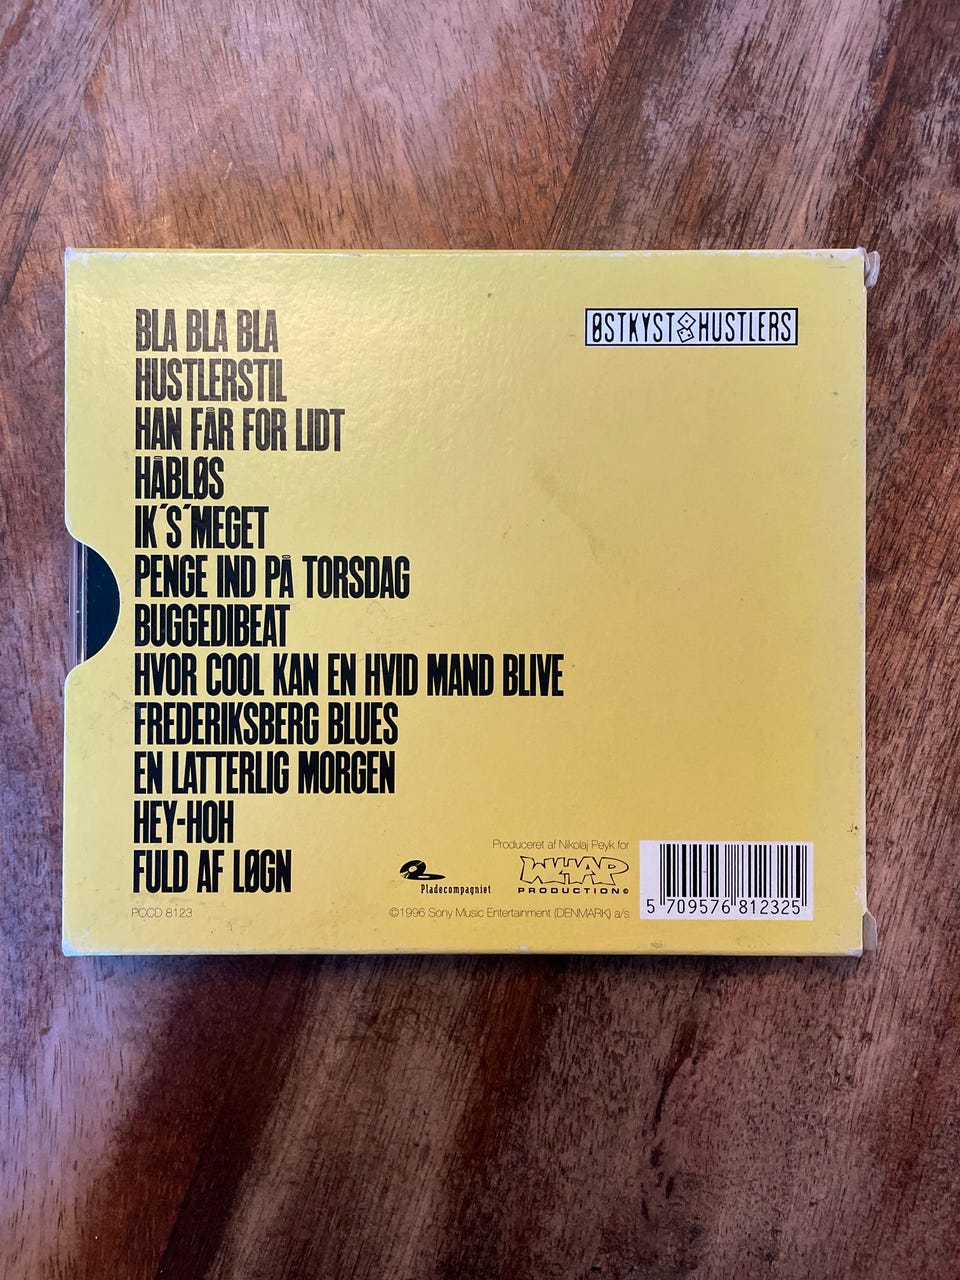 ØSTKYST HUSTLERS
BLA BLA BLA
HUSTLERSTIL
HAN FÅR FOR LIDT
HÅBLØS
IK´S´MEGET
PENGE IND PÅ TORSDAG
BUGGEDIBEAT
HVOR COOL KAN EN HVID MAND BLIVE
FREDERIKSBERG BLUES
EN LATTERLIG MORGEN
HEY-HOH
FULD AF LØGN
PCCD 8123
Pladecompagniet
Produceret af Nikolaj Peyk for
WHAP
PRODUCTION©
©1996 Sony Music Entertainment (DENMARK) a/s
5 709576 812325